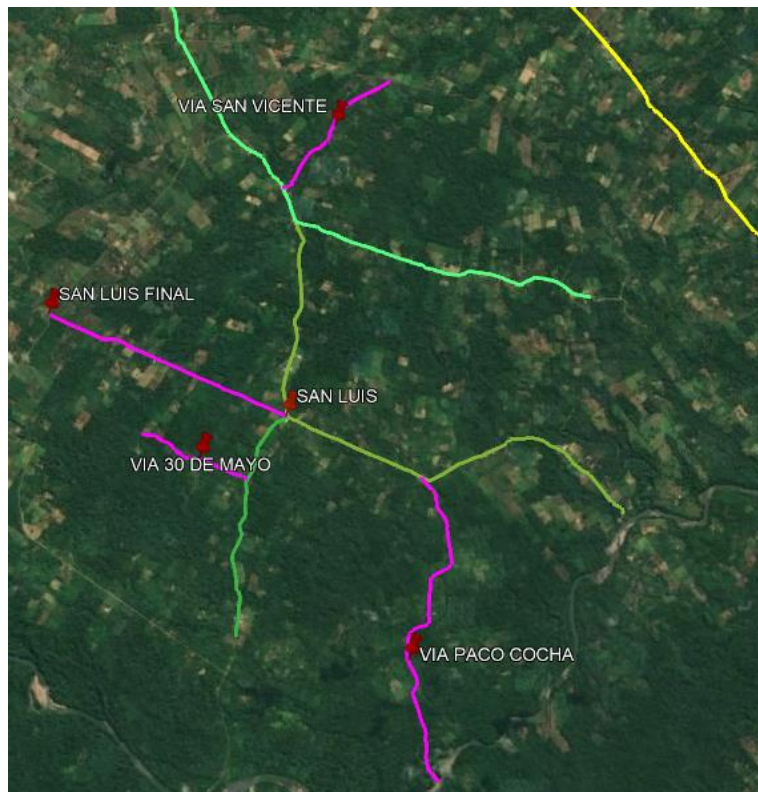 VIA SAN VICENTE
SAN LUIS FINAL
SAN LUIS
VIA 30 DE MAYO
VIA PACO COCHA